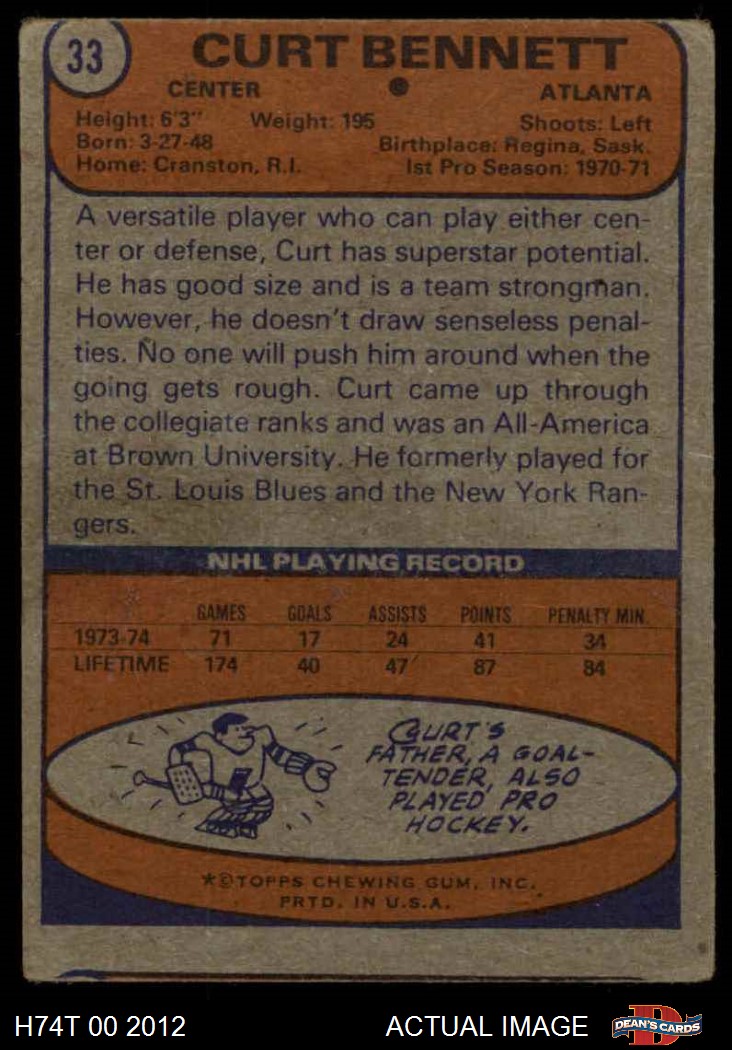 33
CURT BENNETT
CENTER • ATLANTA
Height: 6'3" Weight: 195 Shoots: Left
Born: 3-27-48 Birthplace: Regina, Sask.
Home: Cranston, R.I. 1st Pro Season: 1970-71
A versatile player who can play either cen-
ter or defense, Curt has superstar potential.
He has good size and is a team strongman.
However, he doesn't draw senseless penal-
ties. No one will push him around when the
going gets rough. Curt came up through
the collegiate ranks and was an All-America
at Brown University. He formerly played for
the St. Louis Blues and the New York Ran-
gers.
NHL PLAYING RECORD
GAMES GOALS ASSISTS POINTS PENALTY MIN.
1973-74 71 17 24 41 34
LIFETIME 174 40 47 87 84
CURT'S
FATHER, A GOAL-
TENDER, ALSO
PLAYED PRO
HOCKEY.
*©TOPPS CHEWING GUM, INC.
PRTD. IN U.S.A.
H74T 00 2012 ACTUAL IMAGE DEAN'S CARDS